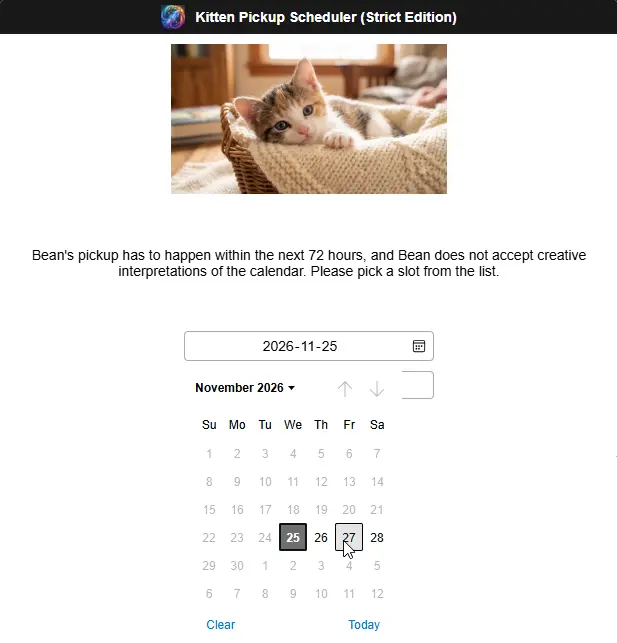 Kitten Pickup Scheduler (Strict Edition)
Bean's pickup has to happen within the next 72 hours, and Bean does not accept creative
interpretations of the calendar. Please pick a slot from the list.
2026-11-25
November 2026
Su Mo Tu We Th Fr Sa
1 2 3 4 5 6 7
8 9 10 11 12 13 14
15 16 17 18 19 20 21
22 23 24 25 26 27 28
29 30 1 2 3 4 5
6 7 8 9 10 11 12
Clear Today